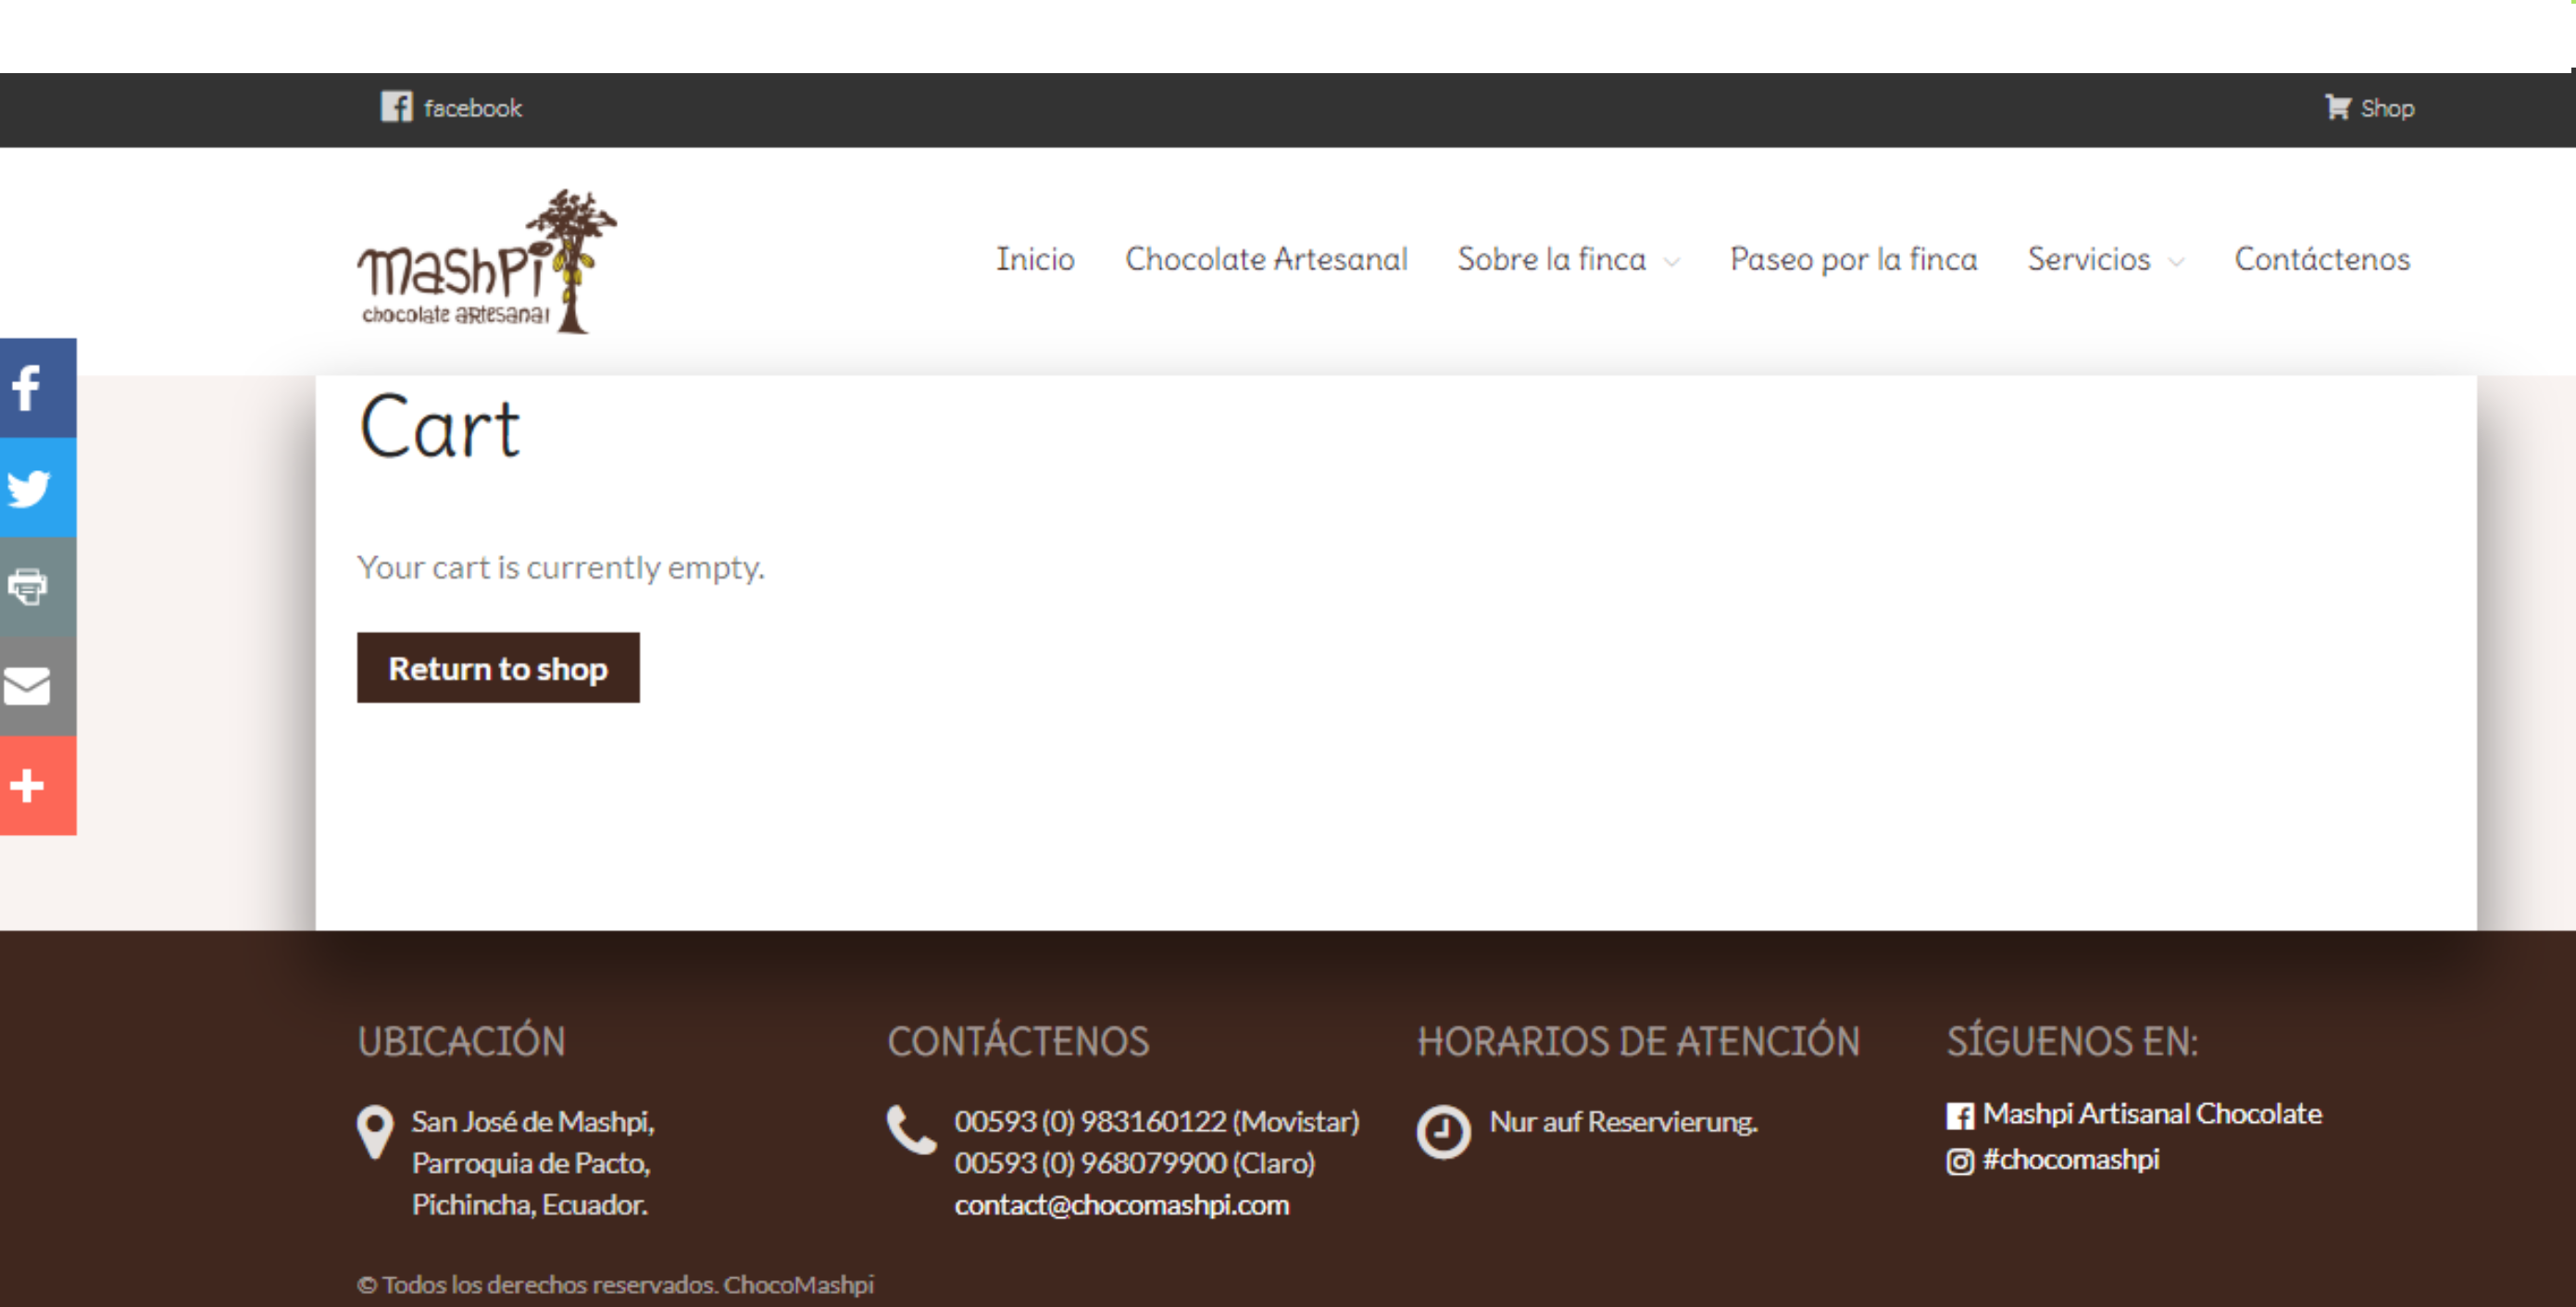 facebook
Shop
mashpi
chocolate artesanal
Inicio
Chocolate Artesanal
Sobre la finca
Paseo por la finca
Servicios
Contáctenos
Cart
Your cart is currently empty.
Return to shop
UBICACIÓN
San José de Mashpi,
Parroquia de Pacto,
Pichincha, Ecuador.
CONTÁCTENOS
00593 (0) 983160122 (Movistar)
00593 (0) 968079900 (Claro)
contact@chocomashpi.com
HORARIOS DE ATENCIÓN
Nur auf Reservierung.
SÍGUENOS EN:
Mashpi Artisanal Chocolate
#chocomashpi
© Todos los derechos reservados. ChocoMashpi